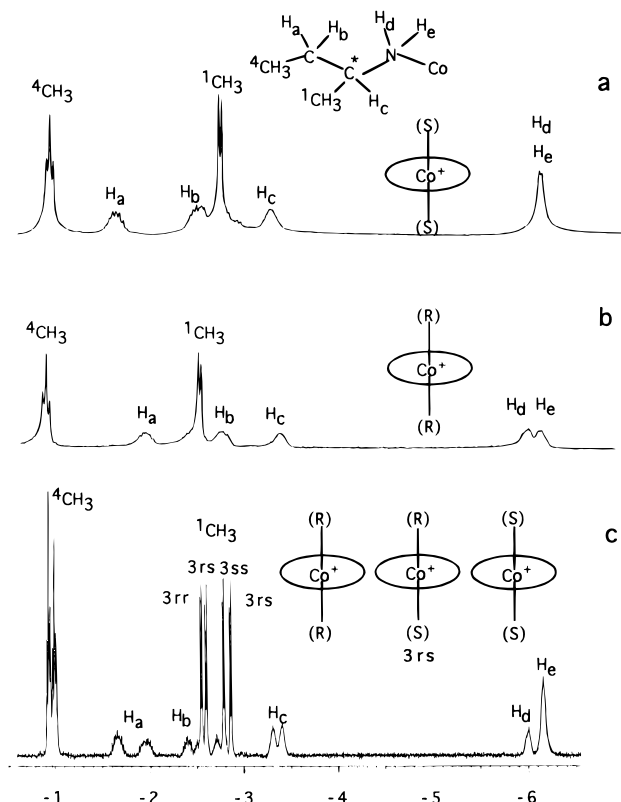 Ha Hb Hd He
4CH3 C C* N Co
1CH3 Hc
a
4CH3 1CH3 (S) Hd
Ha Hb Hc Co+ He
(S)
b
4CH3 1CH3 (R)
Ha Hb Hc Co+ Hd He
(R)
c
4CH3 1CH3 (R) (R) (S)
3rs 3ss Co+ Co+ Co+
3rr 3rs (R) (S) (S)
3rs
Ha Hb Hc Hd He
-1 -2 -3 -4 -5 -6